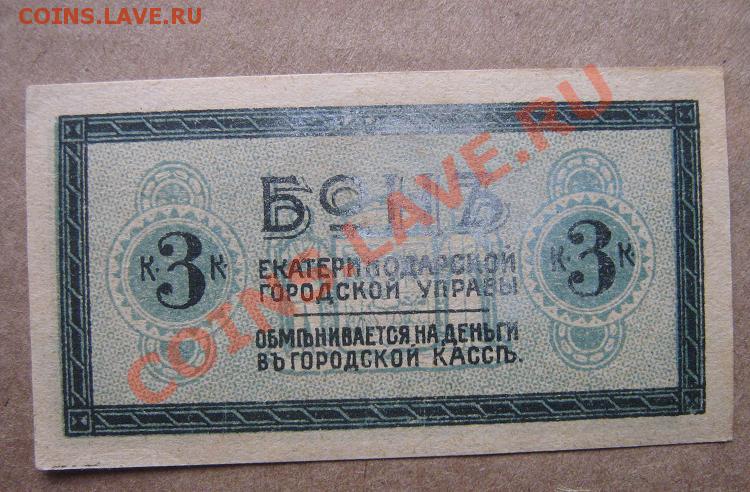 COINS.LAVE.RU
БОНЪ
К. 3 К.
ЕКАТЕРИНОДАРСКОЙ
ГОРОДСКОЙ УПРАВЫ
К. 3 К.
ОБМѢНИВАЕТСЯ НА ДЕНЬГИ
ВЪ ГОРОДСКОЙ КАССѢ.
COINS.LAVE.RU